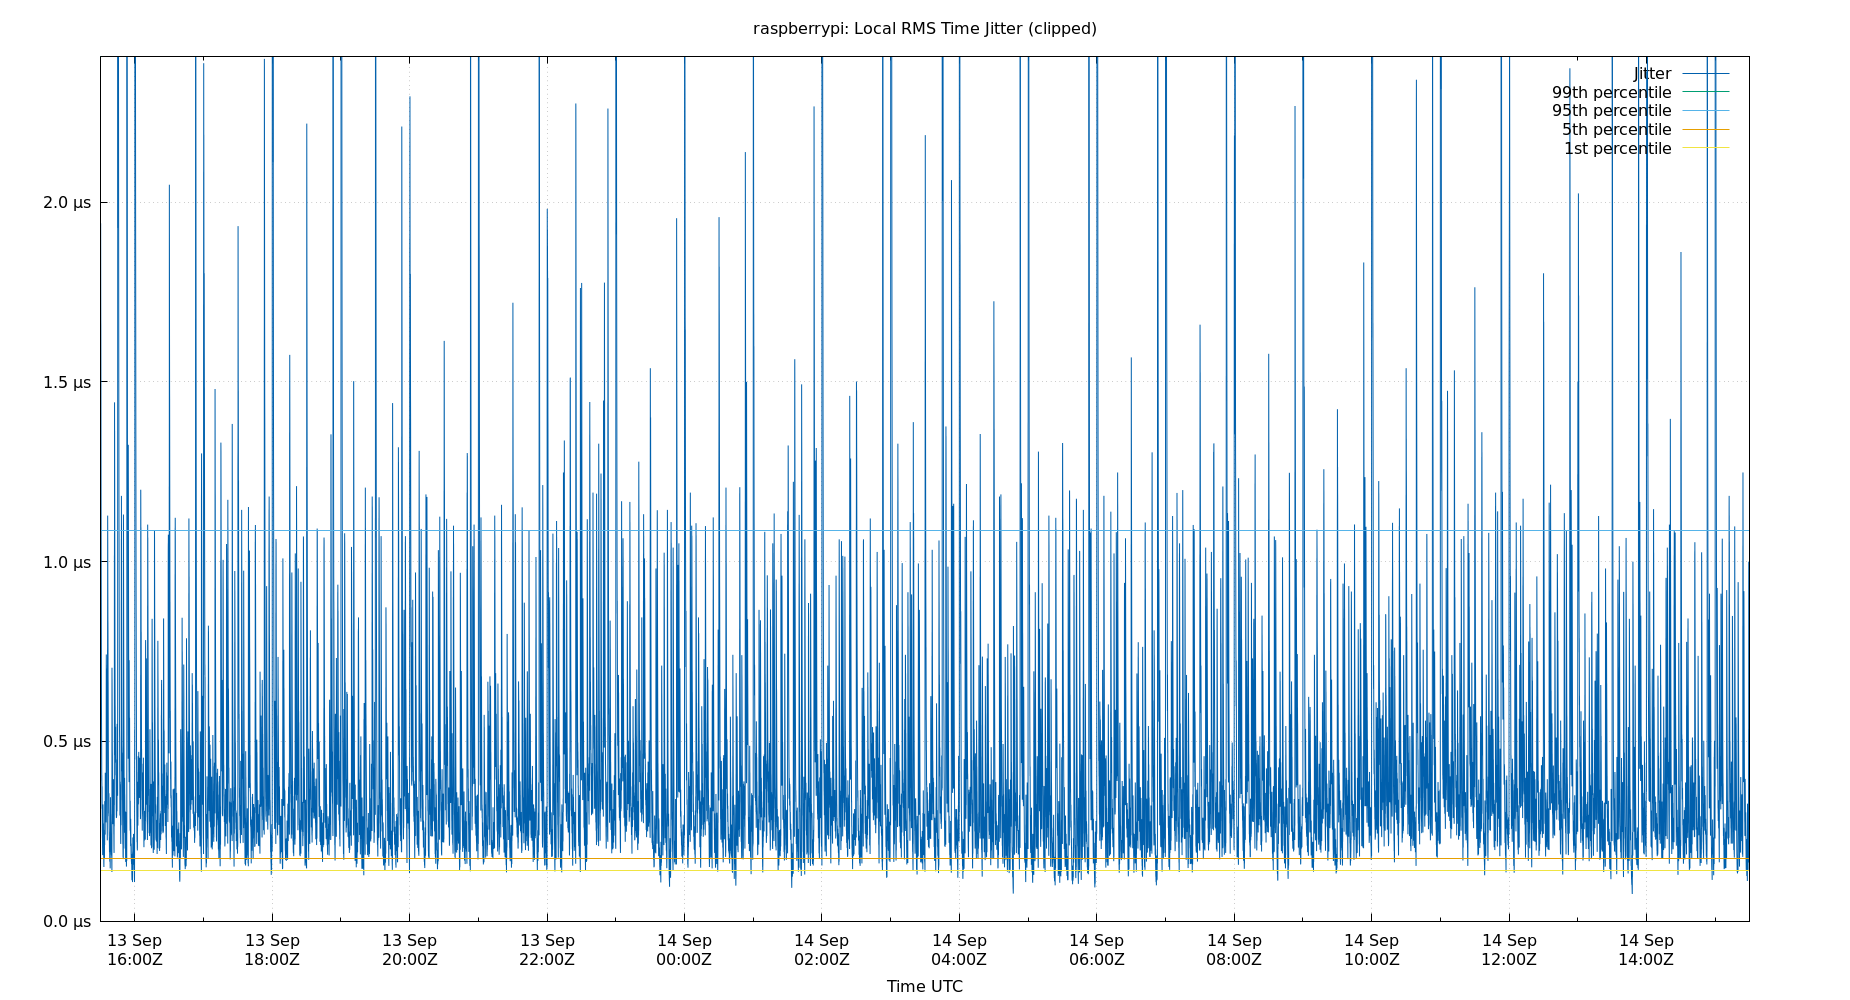 raspberrypi: Local RMS Time Jitter (clipped)
Jitter
99th percentile
95th percentile
5th percentile
1st percentile
2.0 µs
1.5 µs
1.0 µs
0.5 µs
0.0 µs
13 Sep 13 Sep 13 Sep 13 Sep 14 Sep 14 Sep 14 Sep 14 Sep 14 Sep 14 Sep 14 Sep 14 Sep
16:00Z 18:00Z 20:00Z 22:00Z 00:00Z 02:00Z 04:00Z 06:00Z 08:00Z 10:00Z 12:00Z 14:00Z
Time UTC